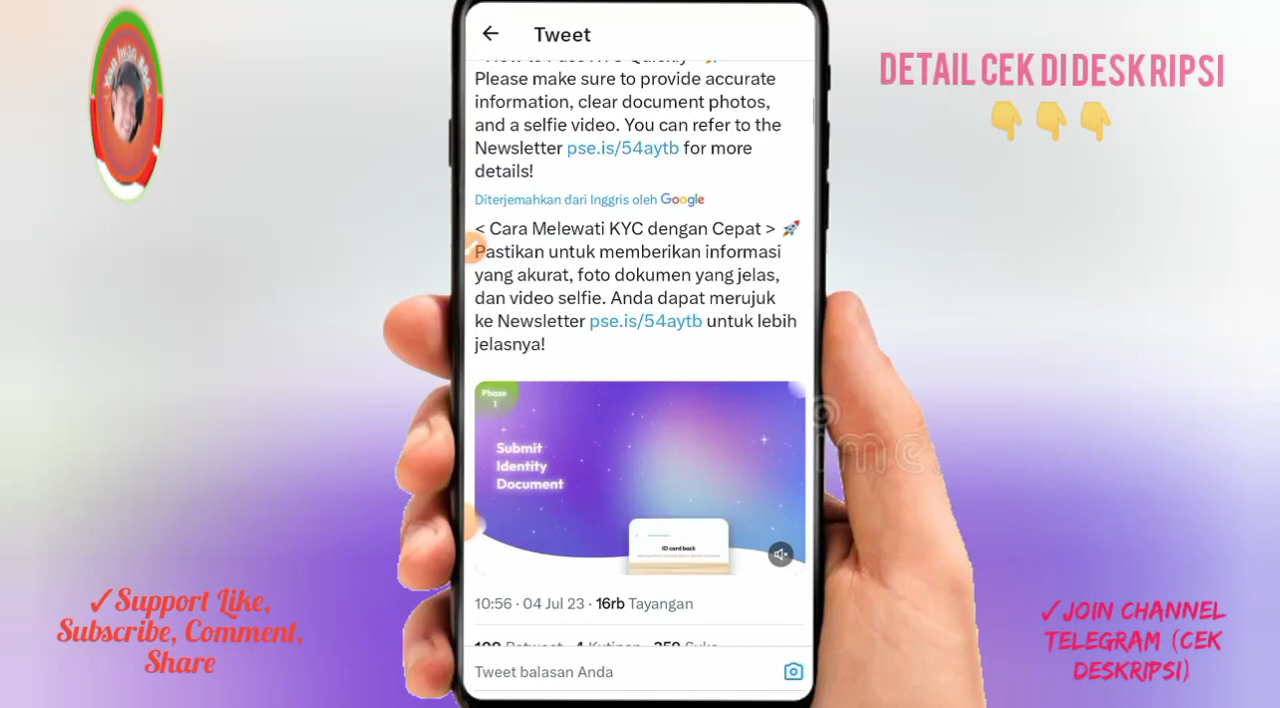 Tweet
Please make sure to provide accurate
information, clear document photos,
and a selfie video. You can refer to the
Newsletter pse.is/54aytb for more
details!
Diterjemahkan dari Inggris oleh Google
< Cara Melewati KYC dengan Cepat > 🚀
Pastikan untuk memberikan informasi
yang akurat, foto dokumen yang jelas,
dan video selfie. Anda dapat merujuk
ke Newsletter pse.is/54aytb untuk lebih
jelasnya!
Phase
1
Submit
Identity
Document
ID card back
10:56 · 04 Jul 23 · 16rb Tayangan
Tweet balasan Anda
DETAIL CEK DI DESKRIPSI
👇👇👇
✓Support Like,
Subscribe, Comment,
Share
✓JOIN CHANNEL
TELEGRAM (CEK
DESKRIPSI)